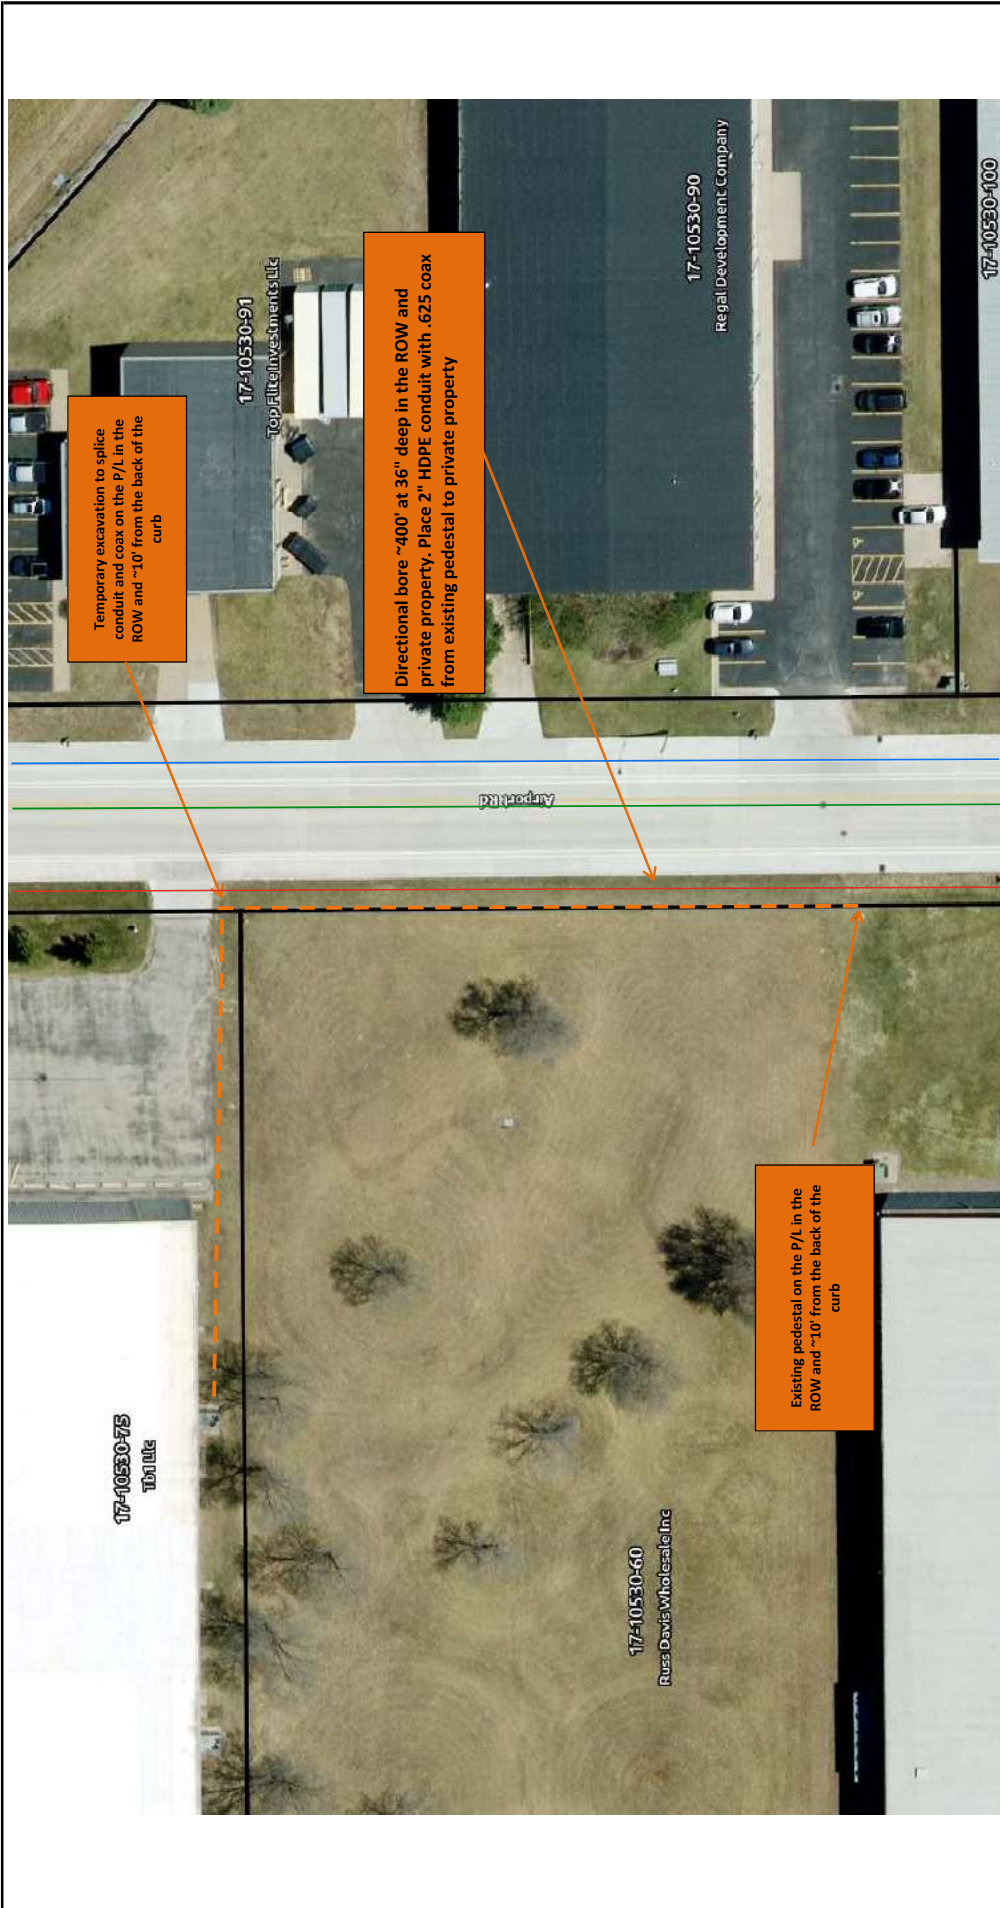 Temporary excavation to splice
conduit and coax on the P/L in the
ROW and ~10' from the back of the
curb
17-10530-91
Top Flite Investments Llc
Directional bore ~400' at 36" deep in the ROW and
private property. Place 2" HDPE conduit with .625 coax
from existing pedestal to private property
17-10530-90
Regal Development Company
17-10530-100
Airport Rd
17-10530-75
Tb1 Llc
17-10530-60
Russ Davis Wholesale Inc
Existing pedestal on the P/L in the
ROW and ~10' from the back of the
curb